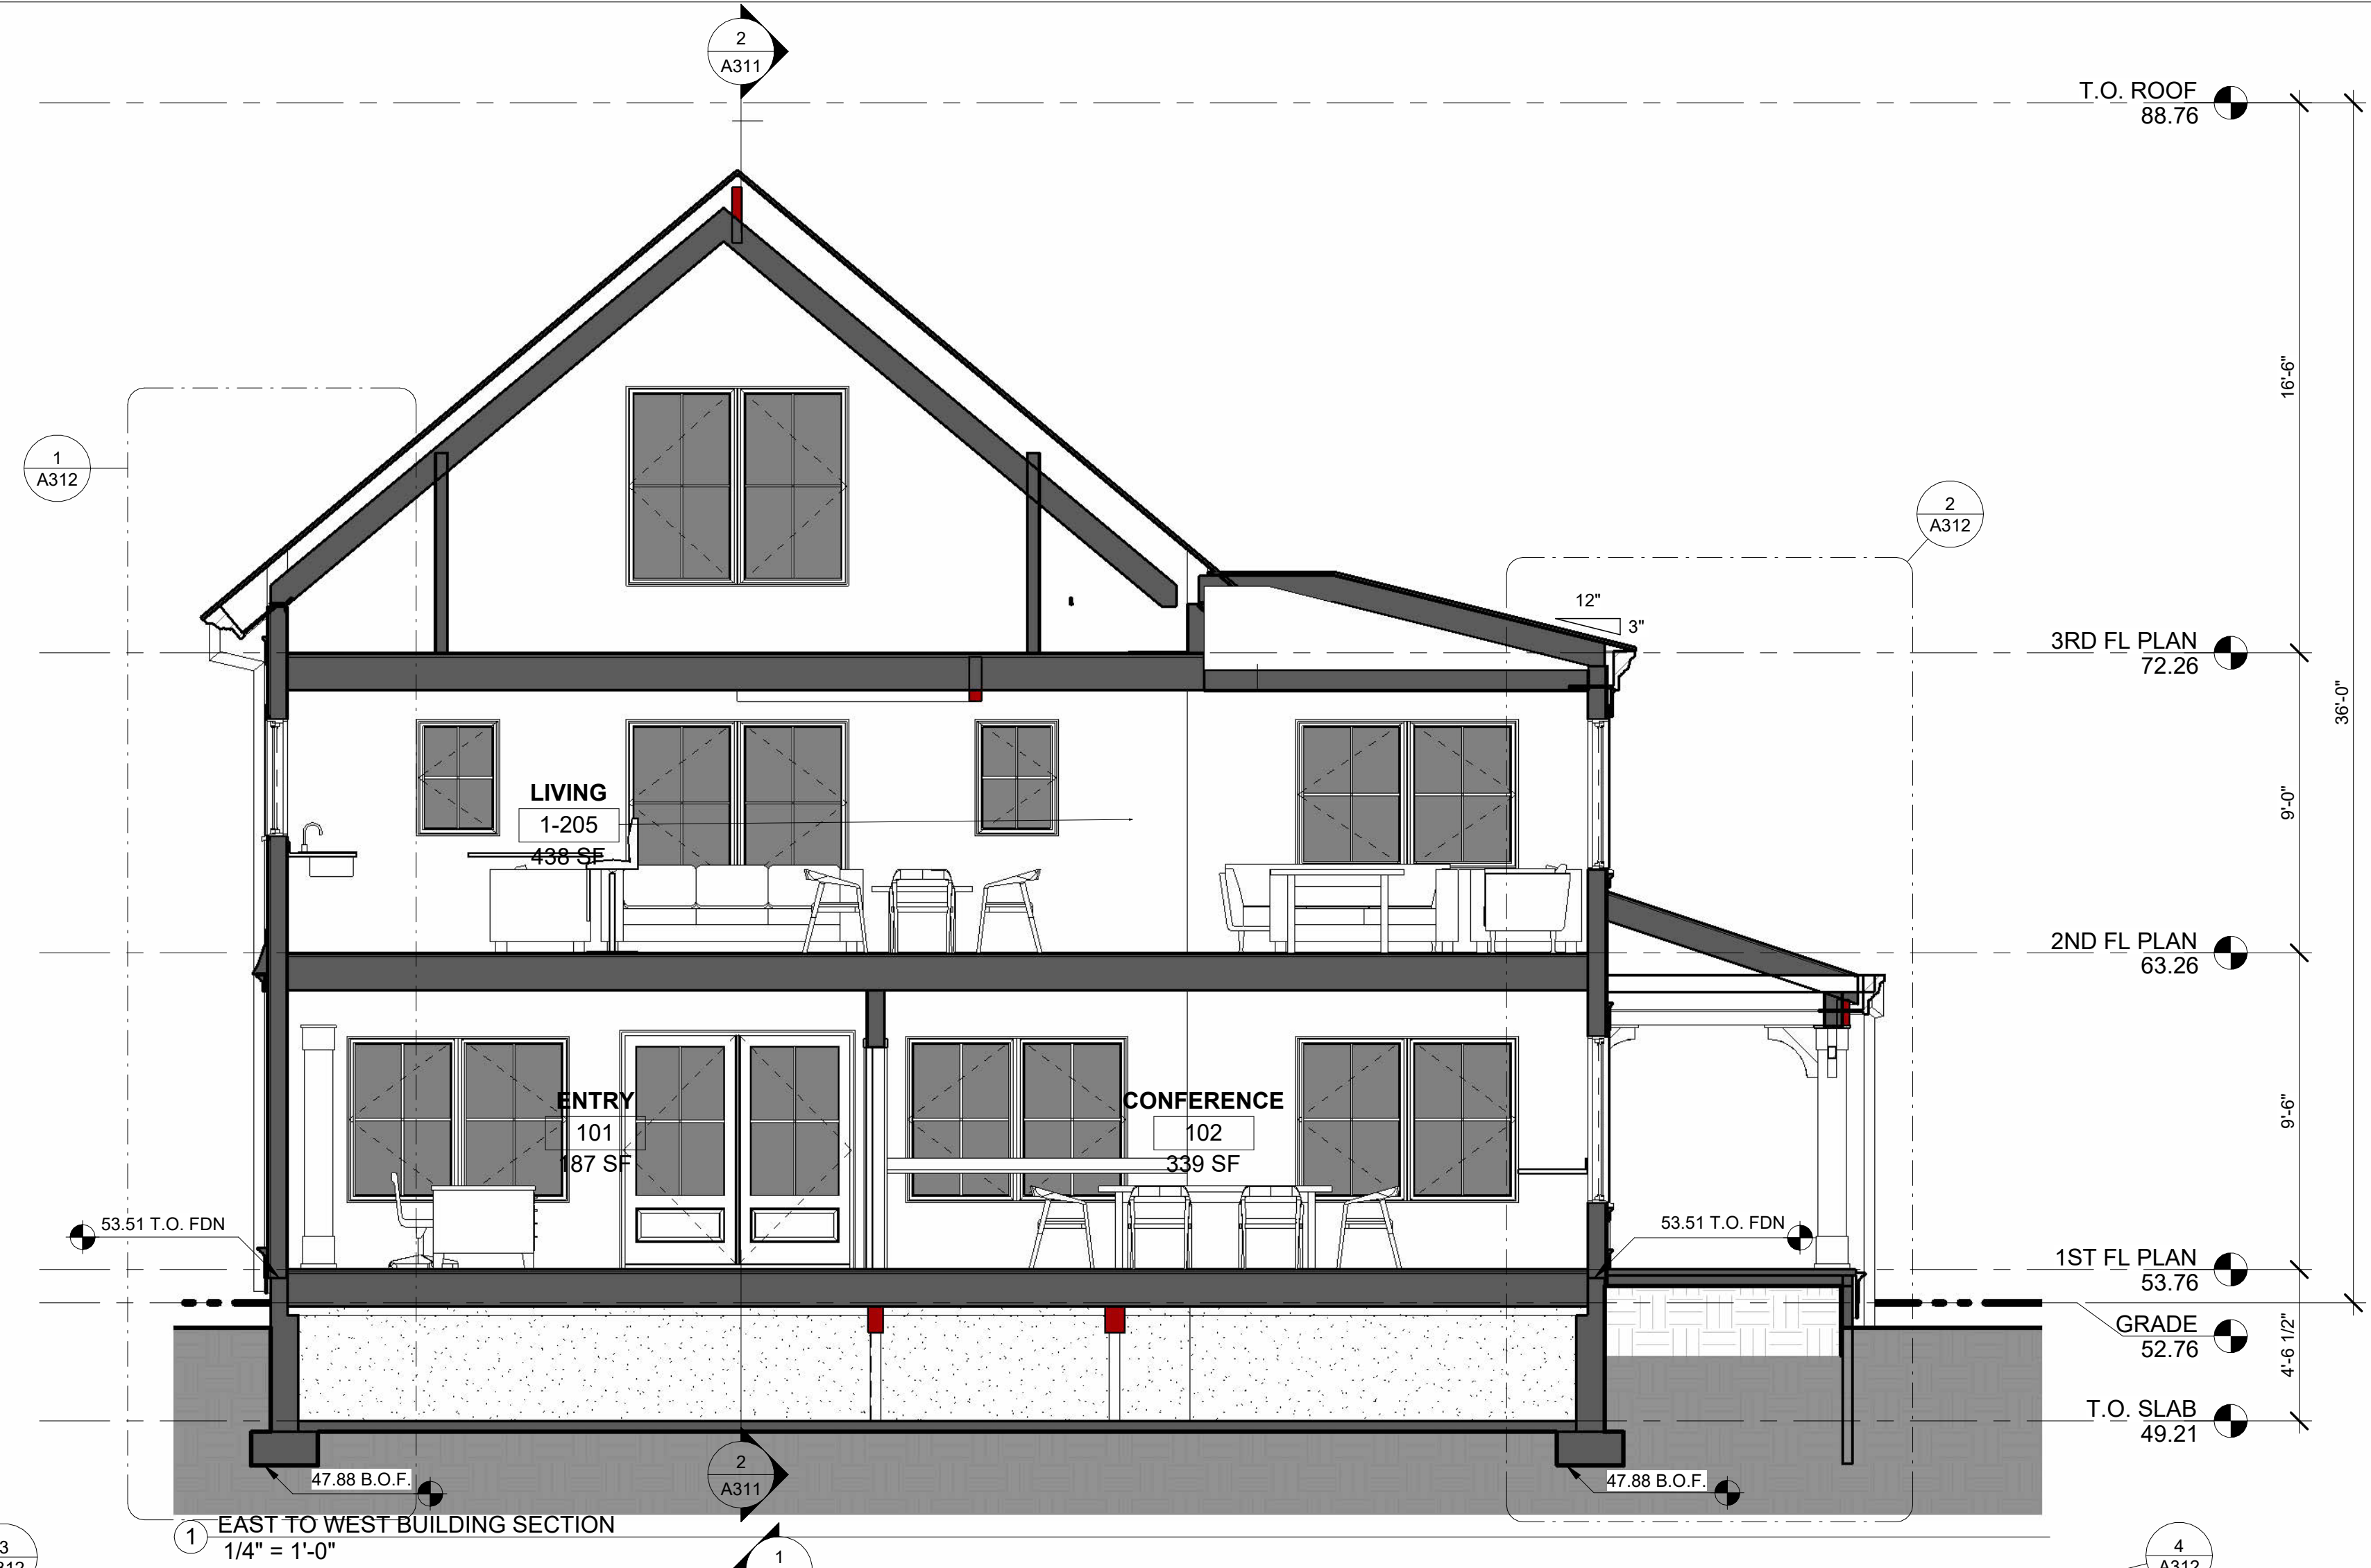 2
A311
T.O. ROOF
88.76
16'-6"
1
A312
2
A312
12"
3"
3RD FL PLAN
72.26
36'-0"
LIVING
1-205
438 SF
9'-0"
2ND FL PLAN
63.26
ENTRY
101
187 SF
CONFERENCE
102
339 SF
9'-6"
53.51 T.O. FDN
53.51 T.O. FDN
1ST FL PLAN
53.76
GRADE
52.76
4'-6 1/2"
T.O. SLAB
49.21
47.88 B.O.F.
2
A311
47.88 B.O.F.
1
EAST TO WEST BUILDING SECTION
1/4" = 1'-0"
3
1
4
A312